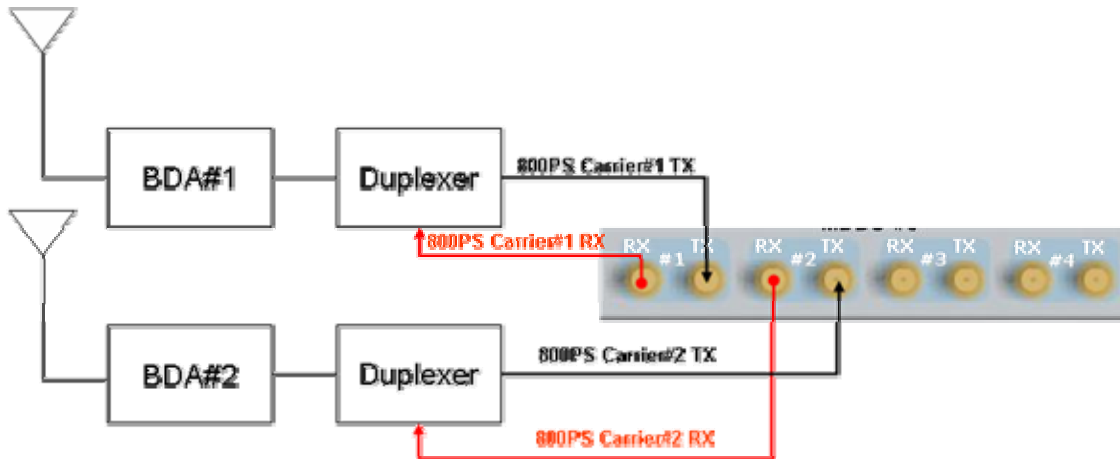 BDA#1
Duplexer
800PS Carrier#1 TX
800PS Carrier#1 RX
RX TX RX TX RX TX RX TX
#1 #2 #3 #4
BDA#2
Duplexer
800PS Carrier#2 TX
800PS Carrier#2 RX